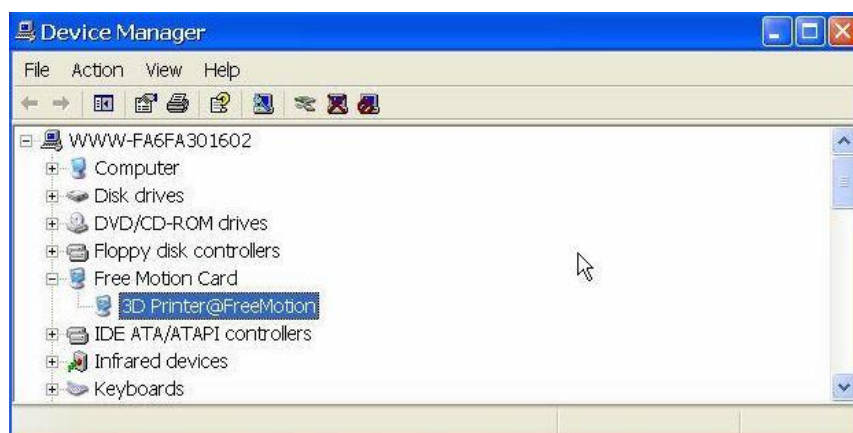 Device Manager
File Action View Help
WWW-FA6FA301602
Computer
Disk drives
DVD/CD-ROM drives
Floppy disk controllers
Free Motion Card
3D Printer@FreeMotion
IDE ATA/ATAPI controllers
Infrared devices
Keyboards